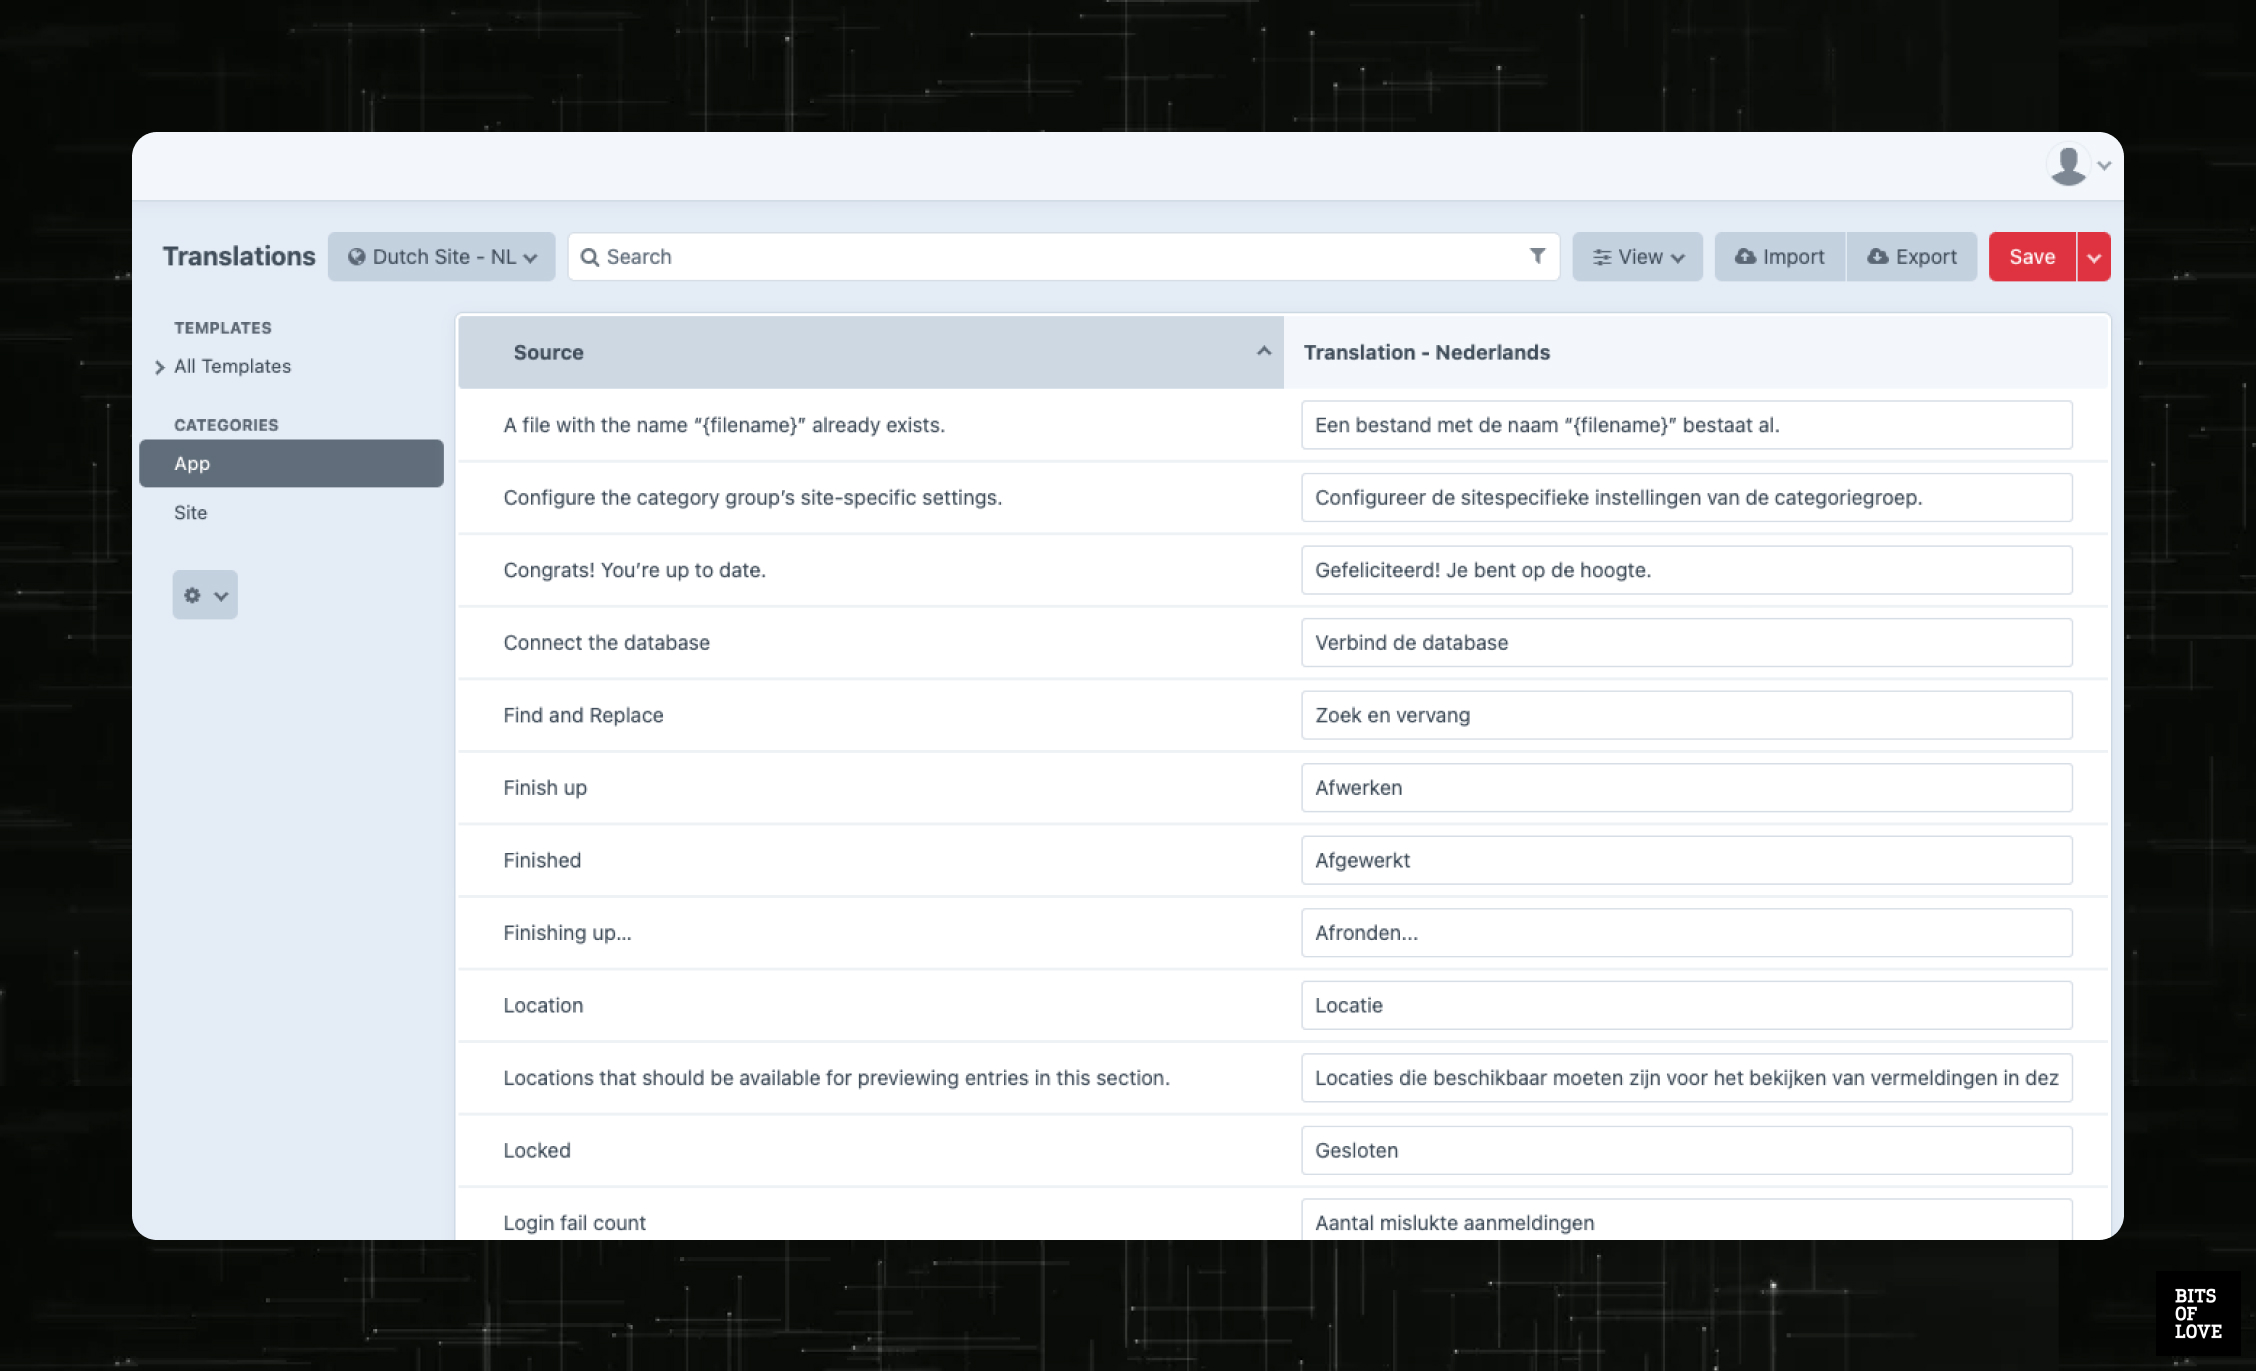 Translations
Dutch Site - NL
Search
View
Import
Export
Save
TEMPLATES
All Templates
CATEGORIES
App
Site
Source
Translation - Nederlands
A file with the name “{filename}” already exists.
Een bestand met de naam “{filename}” bestaat al.
Configure the category group’s site-specific settings.
Configureer de sitespecifieke instellingen van de categoriegroep.
Congrats! You’re up to date.
Gefeliciteerd! Je bent op de hoogte.
Connect the database
Verbind de database
Find and Replace
Zoek en vervang
Finish up
Afwerken
Finished
Afgewerkt
Finishing up...
Afronden...
Location
Locatie
Locations that should be available for previewing entries in this section.
Locaties die beschikbaar moeten zijn voor het bekijken van vermeldingen in dez
Locked
Gesloten
Login fail count
Aantal mislukte aanmeldingen
BITS
OF
LOVE